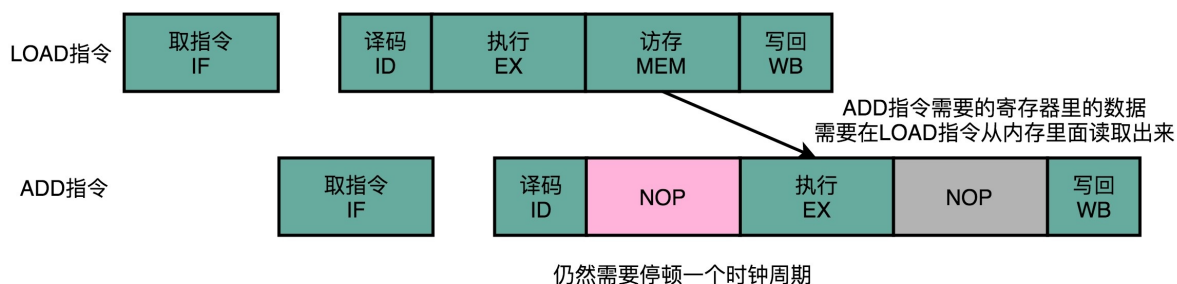 LOAD指令
取指令
IF
译码
ID
执行
EX
访存
MEM
写回
WB
ADD指令需要的寄存器里的数据
需要在LOAD指令从内存里面读取出来
ADD指令
取指令
IF
译码
ID
NOP
执行
EX
NOP
写回
WB
仍然需要停顿一个时钟周期